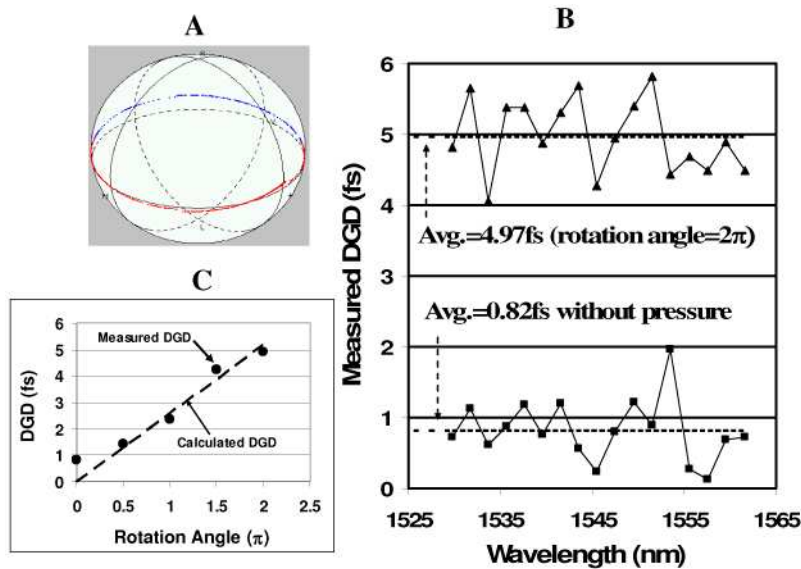 A
B
6
5
4
3
2
1
0
Measured DGD (fs)
Avg.=4.97fs (rotation angle=2π)
Avg.=0.82fs without pressure
1525 1535 1545 1555 1565
Wavelength (nm)
C
6
5
4
3
2
1
0
DGD (fs)
Measured DGD
Calculated DGD
0 0.5 1 1.5 2 2.5
Rotation Angle (π)